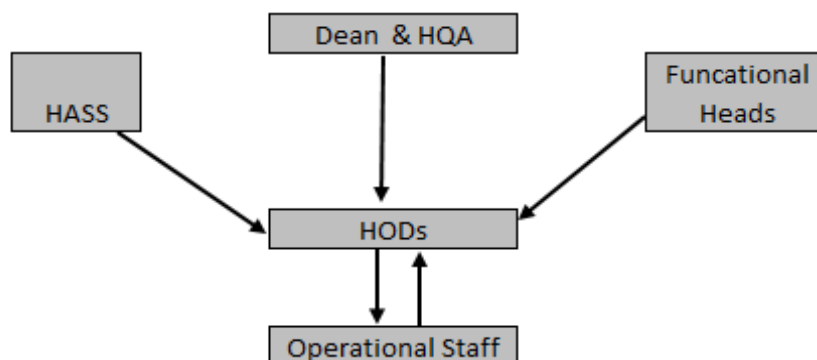 Dean & HQA
HASS
Funcational
Heads
HODs
Operational Staff